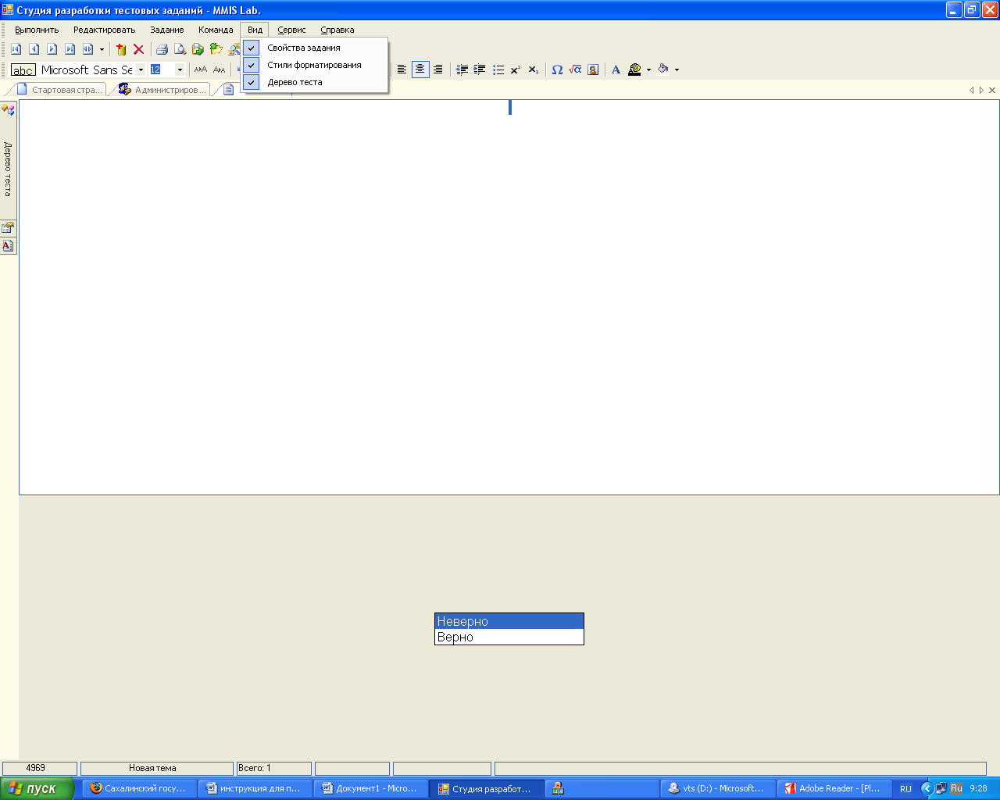 Студия разработки тестовых заданий - MMIS Lab.
Выполнить Редактировать Задание Команда Вид Сервис Справка
Свойства задания
Стили форматирования
Дерево теста
abc Microsoft Sans Se 12
Стартовая стра... Администриров...
Дерево теста
Неверно
Верно
4969 Новая тема Всего: 1
пуск Сахалинский госу... инструкция для п... Документ1 - Micro... Студия разработ... vts (D:) - Microsoft... Adobe Reader - [Pl... RU Ru 9:28